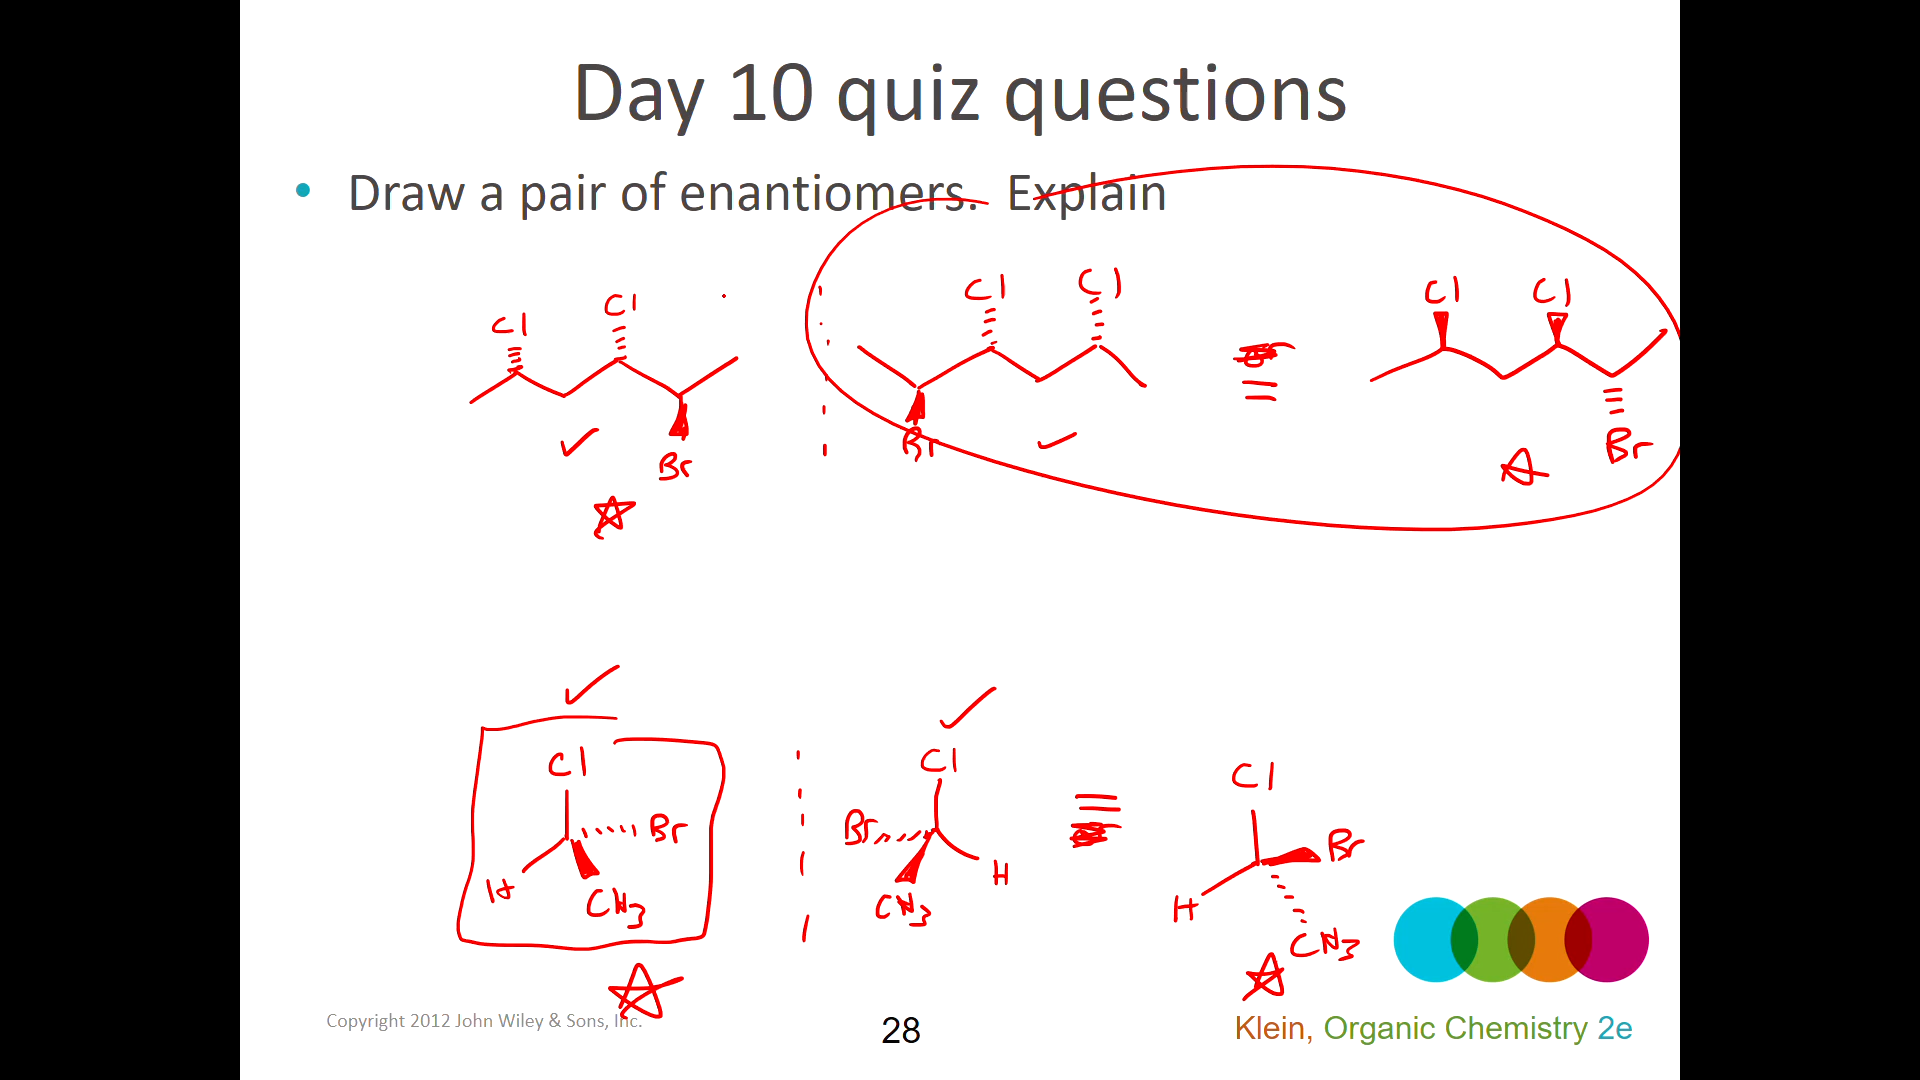 Day 10 quiz questions
• Draw a pair of enantiomers. Explain
Cl Cl Br
Cl Cl Br
≡
Cl Cl Br
Cl Br H CH3
Cl Br H CH3
≡
Cl Br H CH3
Copyright 2012 John Wiley & Sons, Inc.
28
Klein, Organic Chemistry 2e